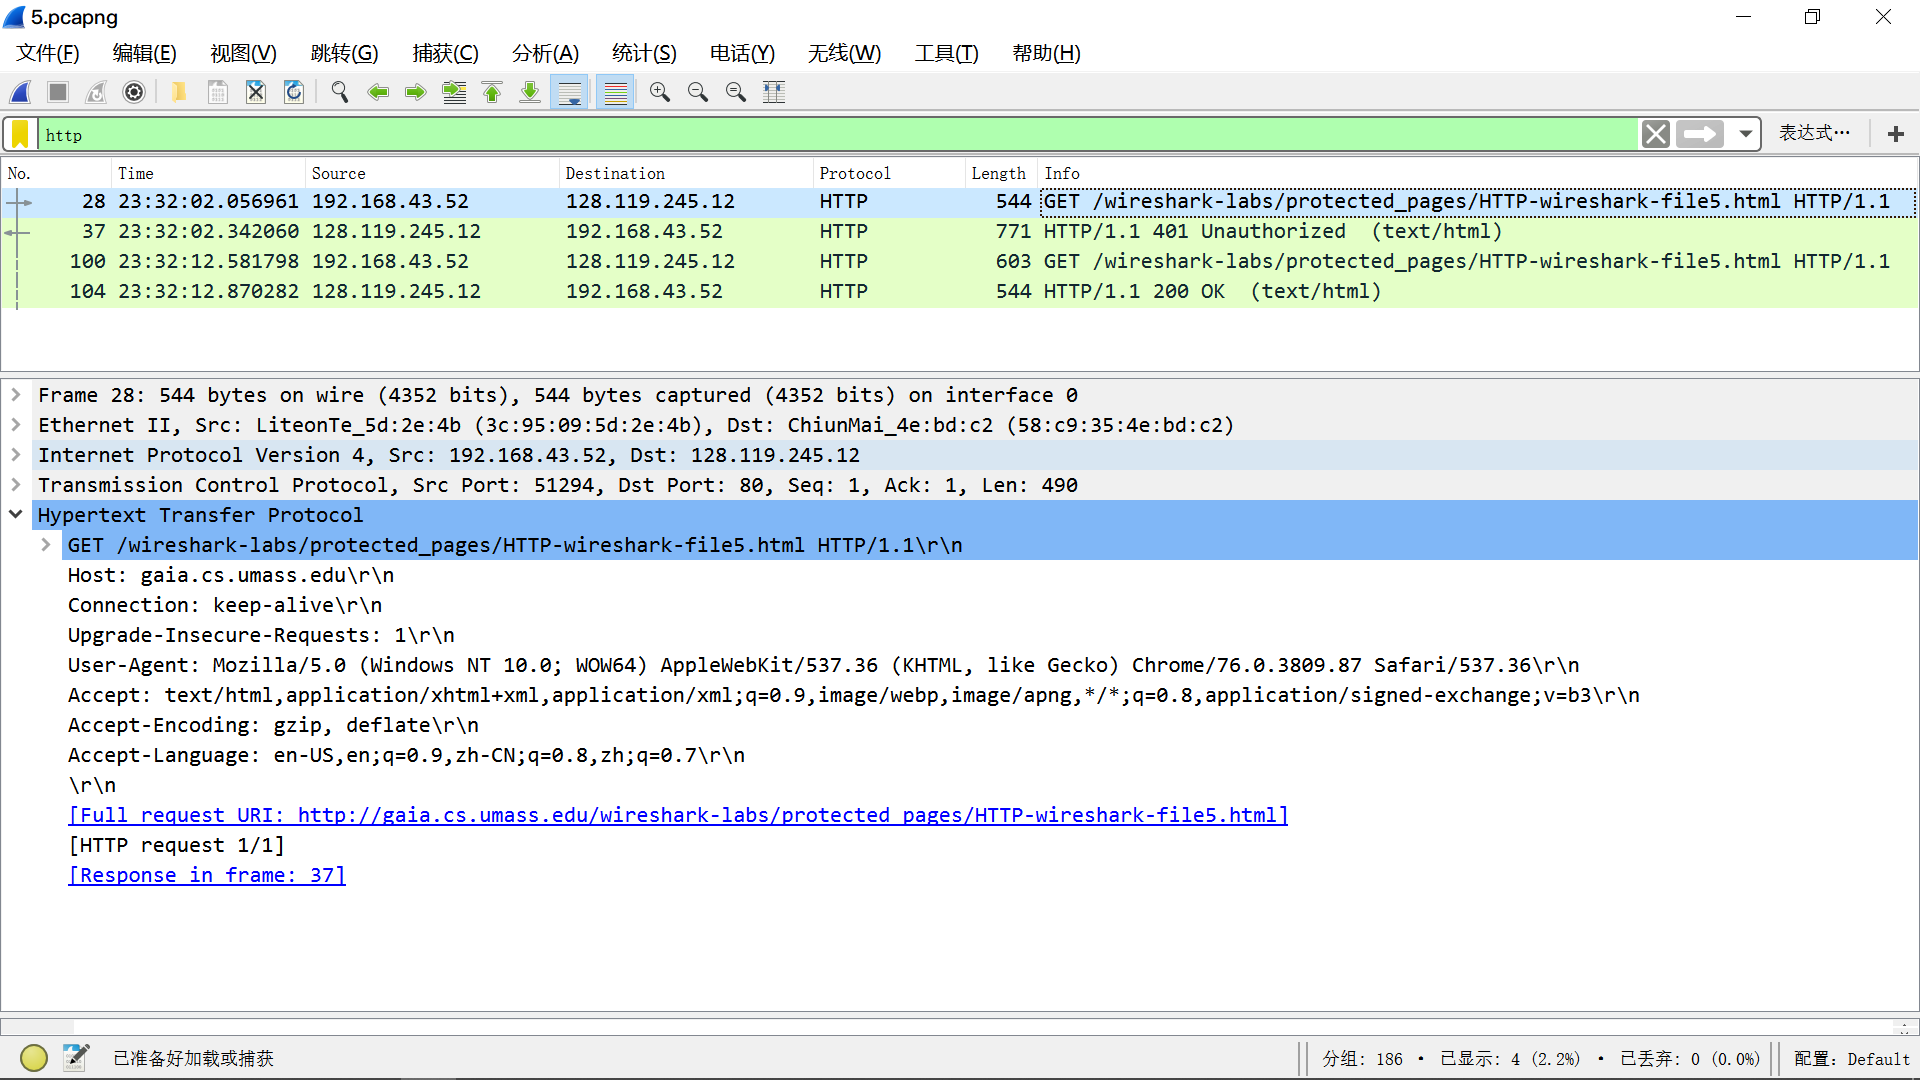 5.pcapng
文件(F) 编辑(E) 视图(V) 跳转(G) 捕获(C) 分析(A) 统计(S) 电话(Y) 无线(W) 工具(T) 帮助(H)
http 表达式…
No. Time Source Destination Protocol Length Info
28 23:32:02.056961 192.168.43.52 128.119.245.12 HTTP 544 GET /wireshark-labs/protected_pages/HTTP-wireshark-file5.html HTTP/1.1
37 23:32:02.342060 128.119.245.12 192.168.43.52 HTTP 771 HTTP/1.1 401 Unauthorized (text/html)
100 23:32:12.581798 192.168.43.52 128.119.245.12 HTTP 603 GET /wireshark-labs/protected_pages/HTTP-wireshark-file5.html HTTP/1.1
104 23:32:12.870282 128.119.245.12 192.168.43.52 HTTP 544 HTTP/1.1 200 OK (text/html)
Frame 28: 544 bytes on wire (4352 bits), 544 bytes captured (4352 bits) on interface 0
Ethernet II, Src: LiteonTe_5d:2e:4b (3c:95:09:5d:2e:4b), Dst: ChiunMai_4e:bd:c2 (58:c9:35:4e:bd:c2)
Internet Protocol Version 4, Src: 192.168.43.52, Dst: 128.119.245.12
Transmission Control Protocol, Src Port: 51294, Dst Port: 80, Seq: 1, Ack: 1, Len: 490
Hypertext Transfer Protocol
GET /wireshark-labs/protected_pages/HTTP-wireshark-file5.html HTTP/1.1\r\n
Host: gaia.cs.umass.edu\r\n
Connection: keep-alive\r\n
Upgrade-Insecure-Requests: 1\r\n
User-Agent: Mozilla/5.0 (Windows NT 10.0; WOW64) AppleWebKit/537.36 (KHTML, like Gecko) Chrome/76.0.3809.87 Safari/537.36\r\n
Accept: text/html,application/xhtml+xml,application/xml;q=0.9,image/webp,image/apng,*/*;q=0.8,application/signed-exchange;v=b3\r\n
Accept-Encoding: gzip, deflate\r\n
Accept-Language: en-US,en;q=0.9,zh-CN;q=0.8,zh;q=0.7\r\n
\r\n
[Full request URI: http://gaia.cs.umass.edu/wireshark-labs/protected_pages/HTTP-wireshark-file5.html]
[HTTP request 1/1]
[Response in frame: 37]
已准备好加载或捕获 分组: 186 • 已显示: 4 (2.2%) • 已丢弃: 0 (0.0%) 配置: Default